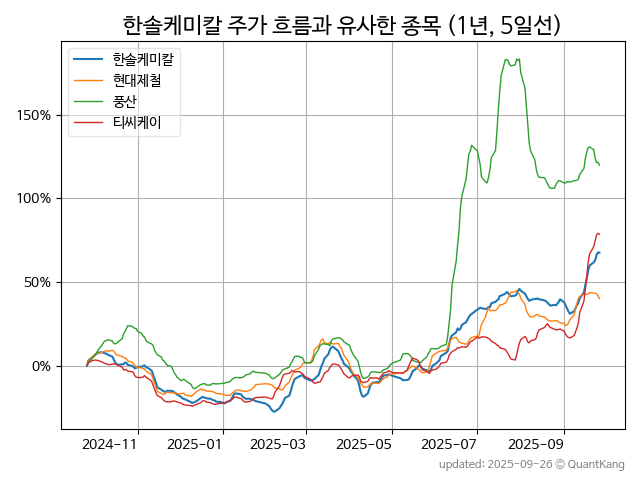 한솔케미칼 주가 흐름과 유사한 종목 (1년, 5일선)
한솔케미칼
현대제철
풍산
티씨케이
150%
100%
50%
0%
2024-11 2025-01 2025-03 2025-05 2025-07 2025-09
updated: 2025-09-26 © QuantKang